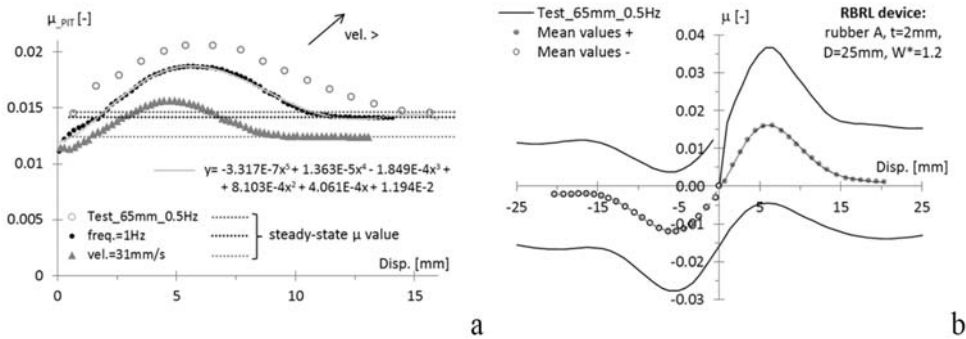 μ_PIT [-]
vel. >
0.02
0.015
0.01
0.005
0
0
5
10
15
y= -3.317E-7x⁵ + 1.363E-5x⁴ - 1.849E-4x³ +
+ 8.103E-4x² + 4.061E-4x + 1.194E-2
Test_65mm_0.5Hz
freq.=1Hz
vel.=31mm/s
steady-state μ value
Disp. [mm]
a
Test_65mm_0.5Hz
Mean values +
Mean values -
μ [-]
RBRL device:
rubber A, t=2mm,
D=25mm, W*=1.2
0.04
0.03
0.02
0.01
0.00
-0.01
-0.02
-0.03
Disp. [mm]
-25
-15
-5
5
15
25
b